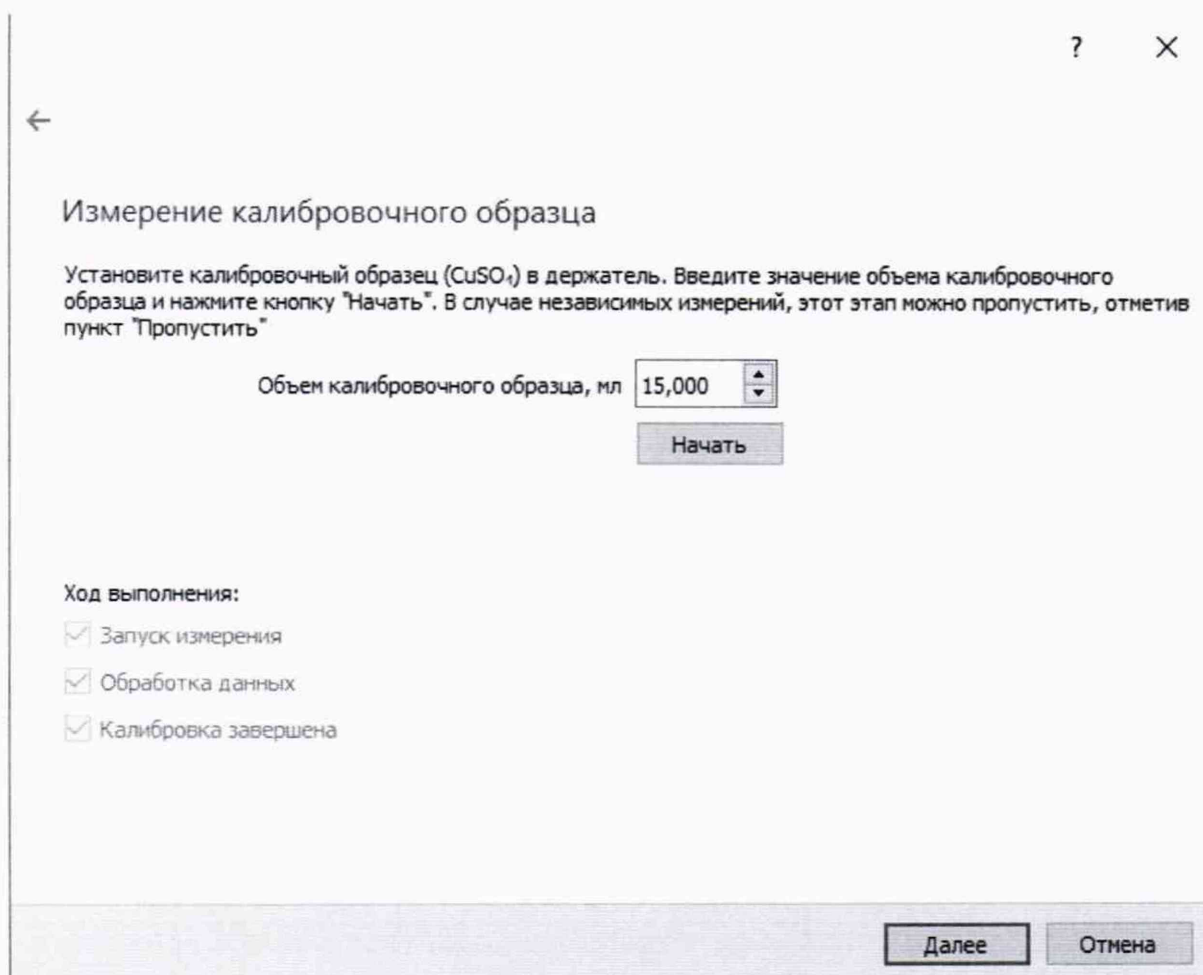 ?
Измерение калибровочного образца
Установите калибровочный образец (CuSO₄) в держатель. Введите значение объема калибровочного
образца и нажмите кнопку "Начать". В случае независимых измерений, этот этап можно пропустить, отметив
пункт "Пропустить"
Объем калибровочного образца, мл 15,000
Начать
Ход выполнения:
Запуск измерения
Обработка данных
Калибровка завершена
Далее Отмена